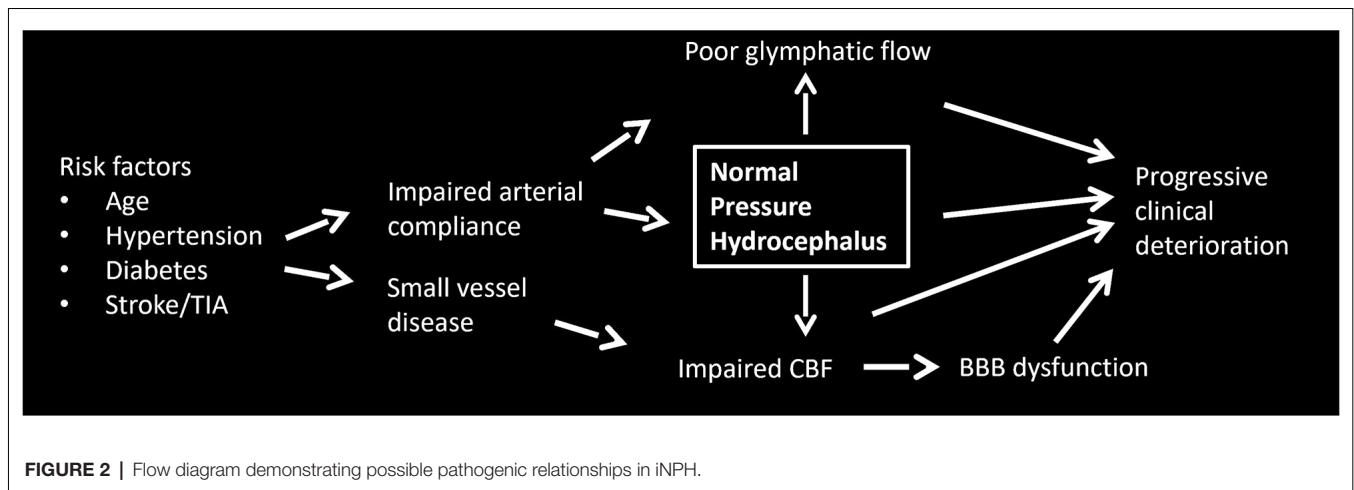 Poor glymphatic flow
Risk factors
• Age
• Hypertension
• Diabetes
• Stroke/TIA
Impaired arterial
compliance
Small vessel
disease
Normal
Pressure
Hydrocephalus
Impaired CBF
BBB dysfunction
Progressive
clinical
deterioration
FIGURE 2 | Flow diagram demonstrating possible pathogenic relationships in iNPH.